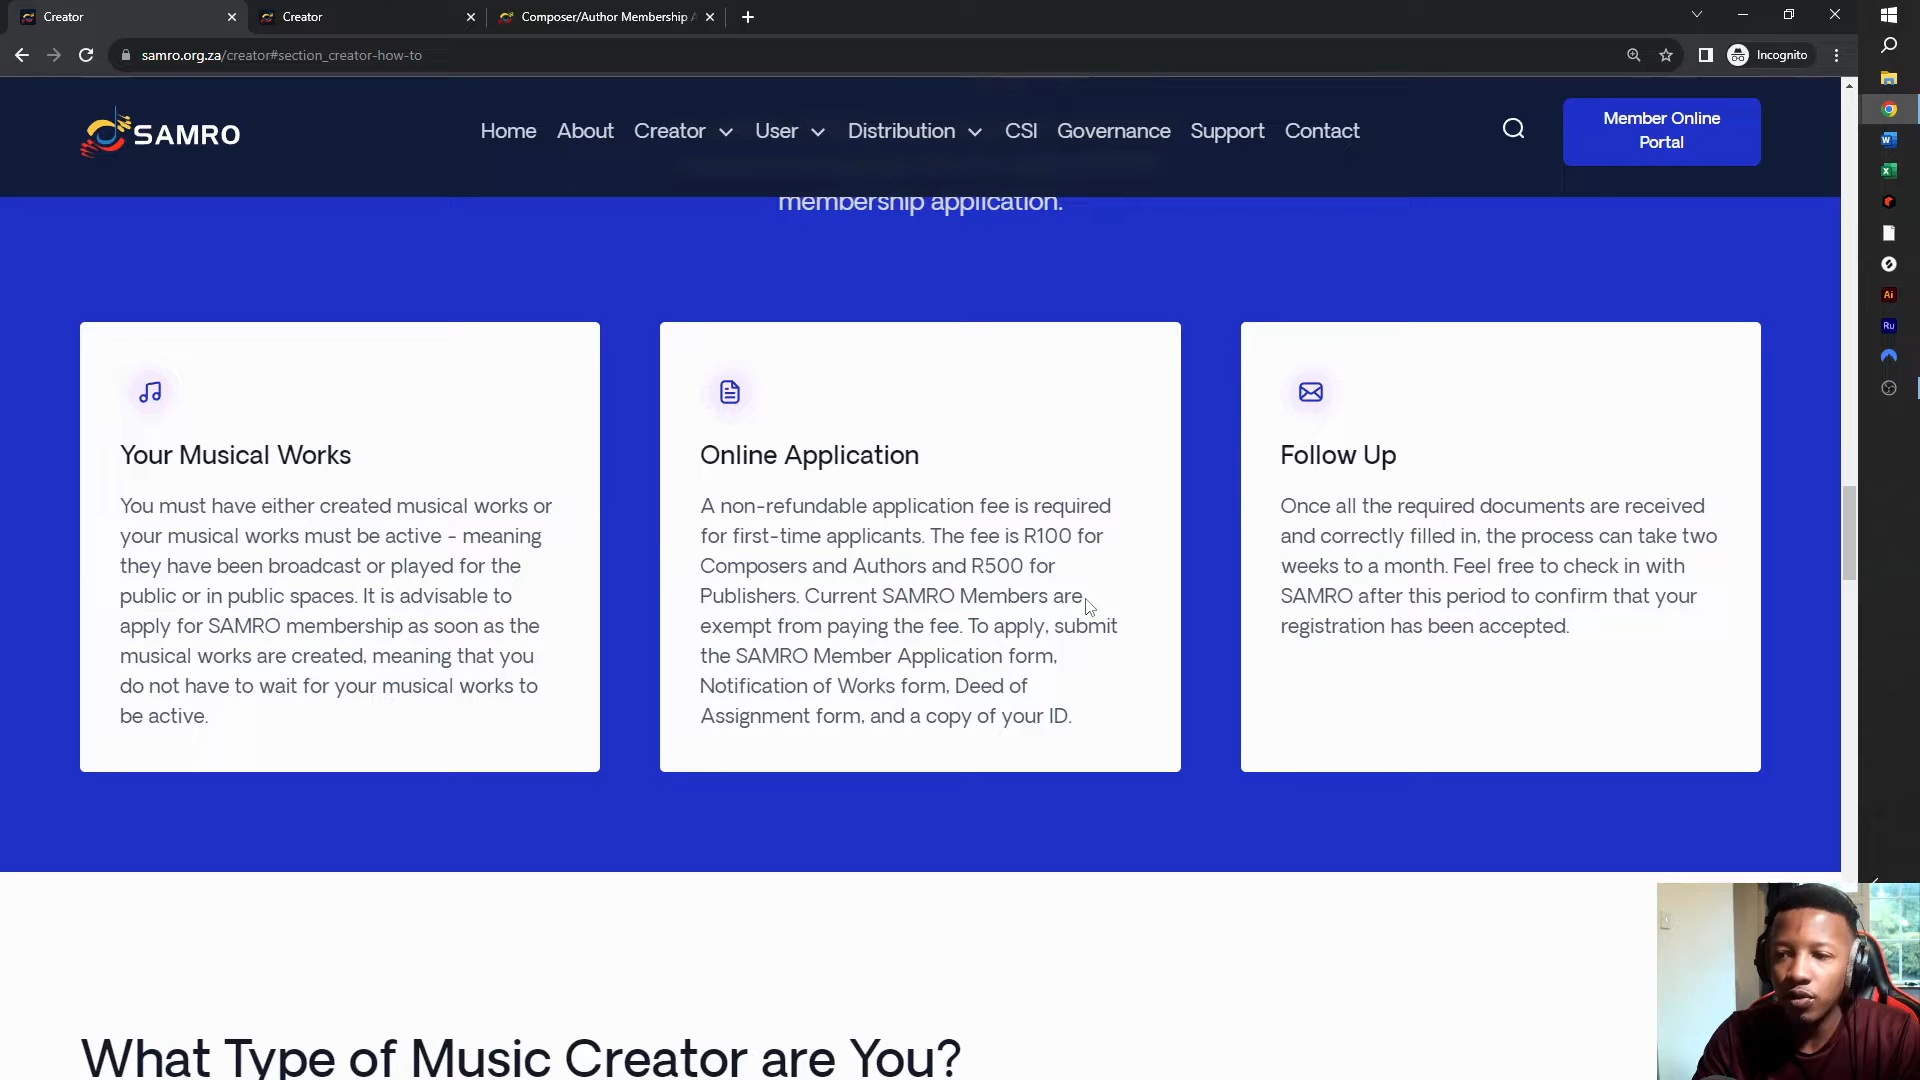 Creator
Creator
Composer/Author Membership A
samro.org.za/creator#section_creator-how-to
Incognito
SAMRO
Home About Creator User Distribution CSI Governance Support Contact
Member Online
Portal
membership application.
Your Musical Works
You must have either created musical works or
your musical works must be active - meaning
they have been broadcast or played for the
public or in public spaces. It is advisable to
apply for SAMRO membership as soon as the
musical works are created, meaning that you
do not have to wait for your musical works to
be active.
Online Application
A non-refundable application fee is required
for first-time applicants. The fee is R100 for
Composers and Authors and R500 for
Publishers. Current SAMRO Members are
exempt from paying the fee. To apply, submit
the SAMRO Member Application form,
Notification of Works form, Deed of
Assignment form, and a copy of your ID.
Follow Up
Once all the required documents are received
and correctly filled in, the process can take two
weeks to a month. Feel free to check in with
SAMRO after this period to confirm that your
registration has been accepted.
What Type of Music Creator are You?
Ai
Ru